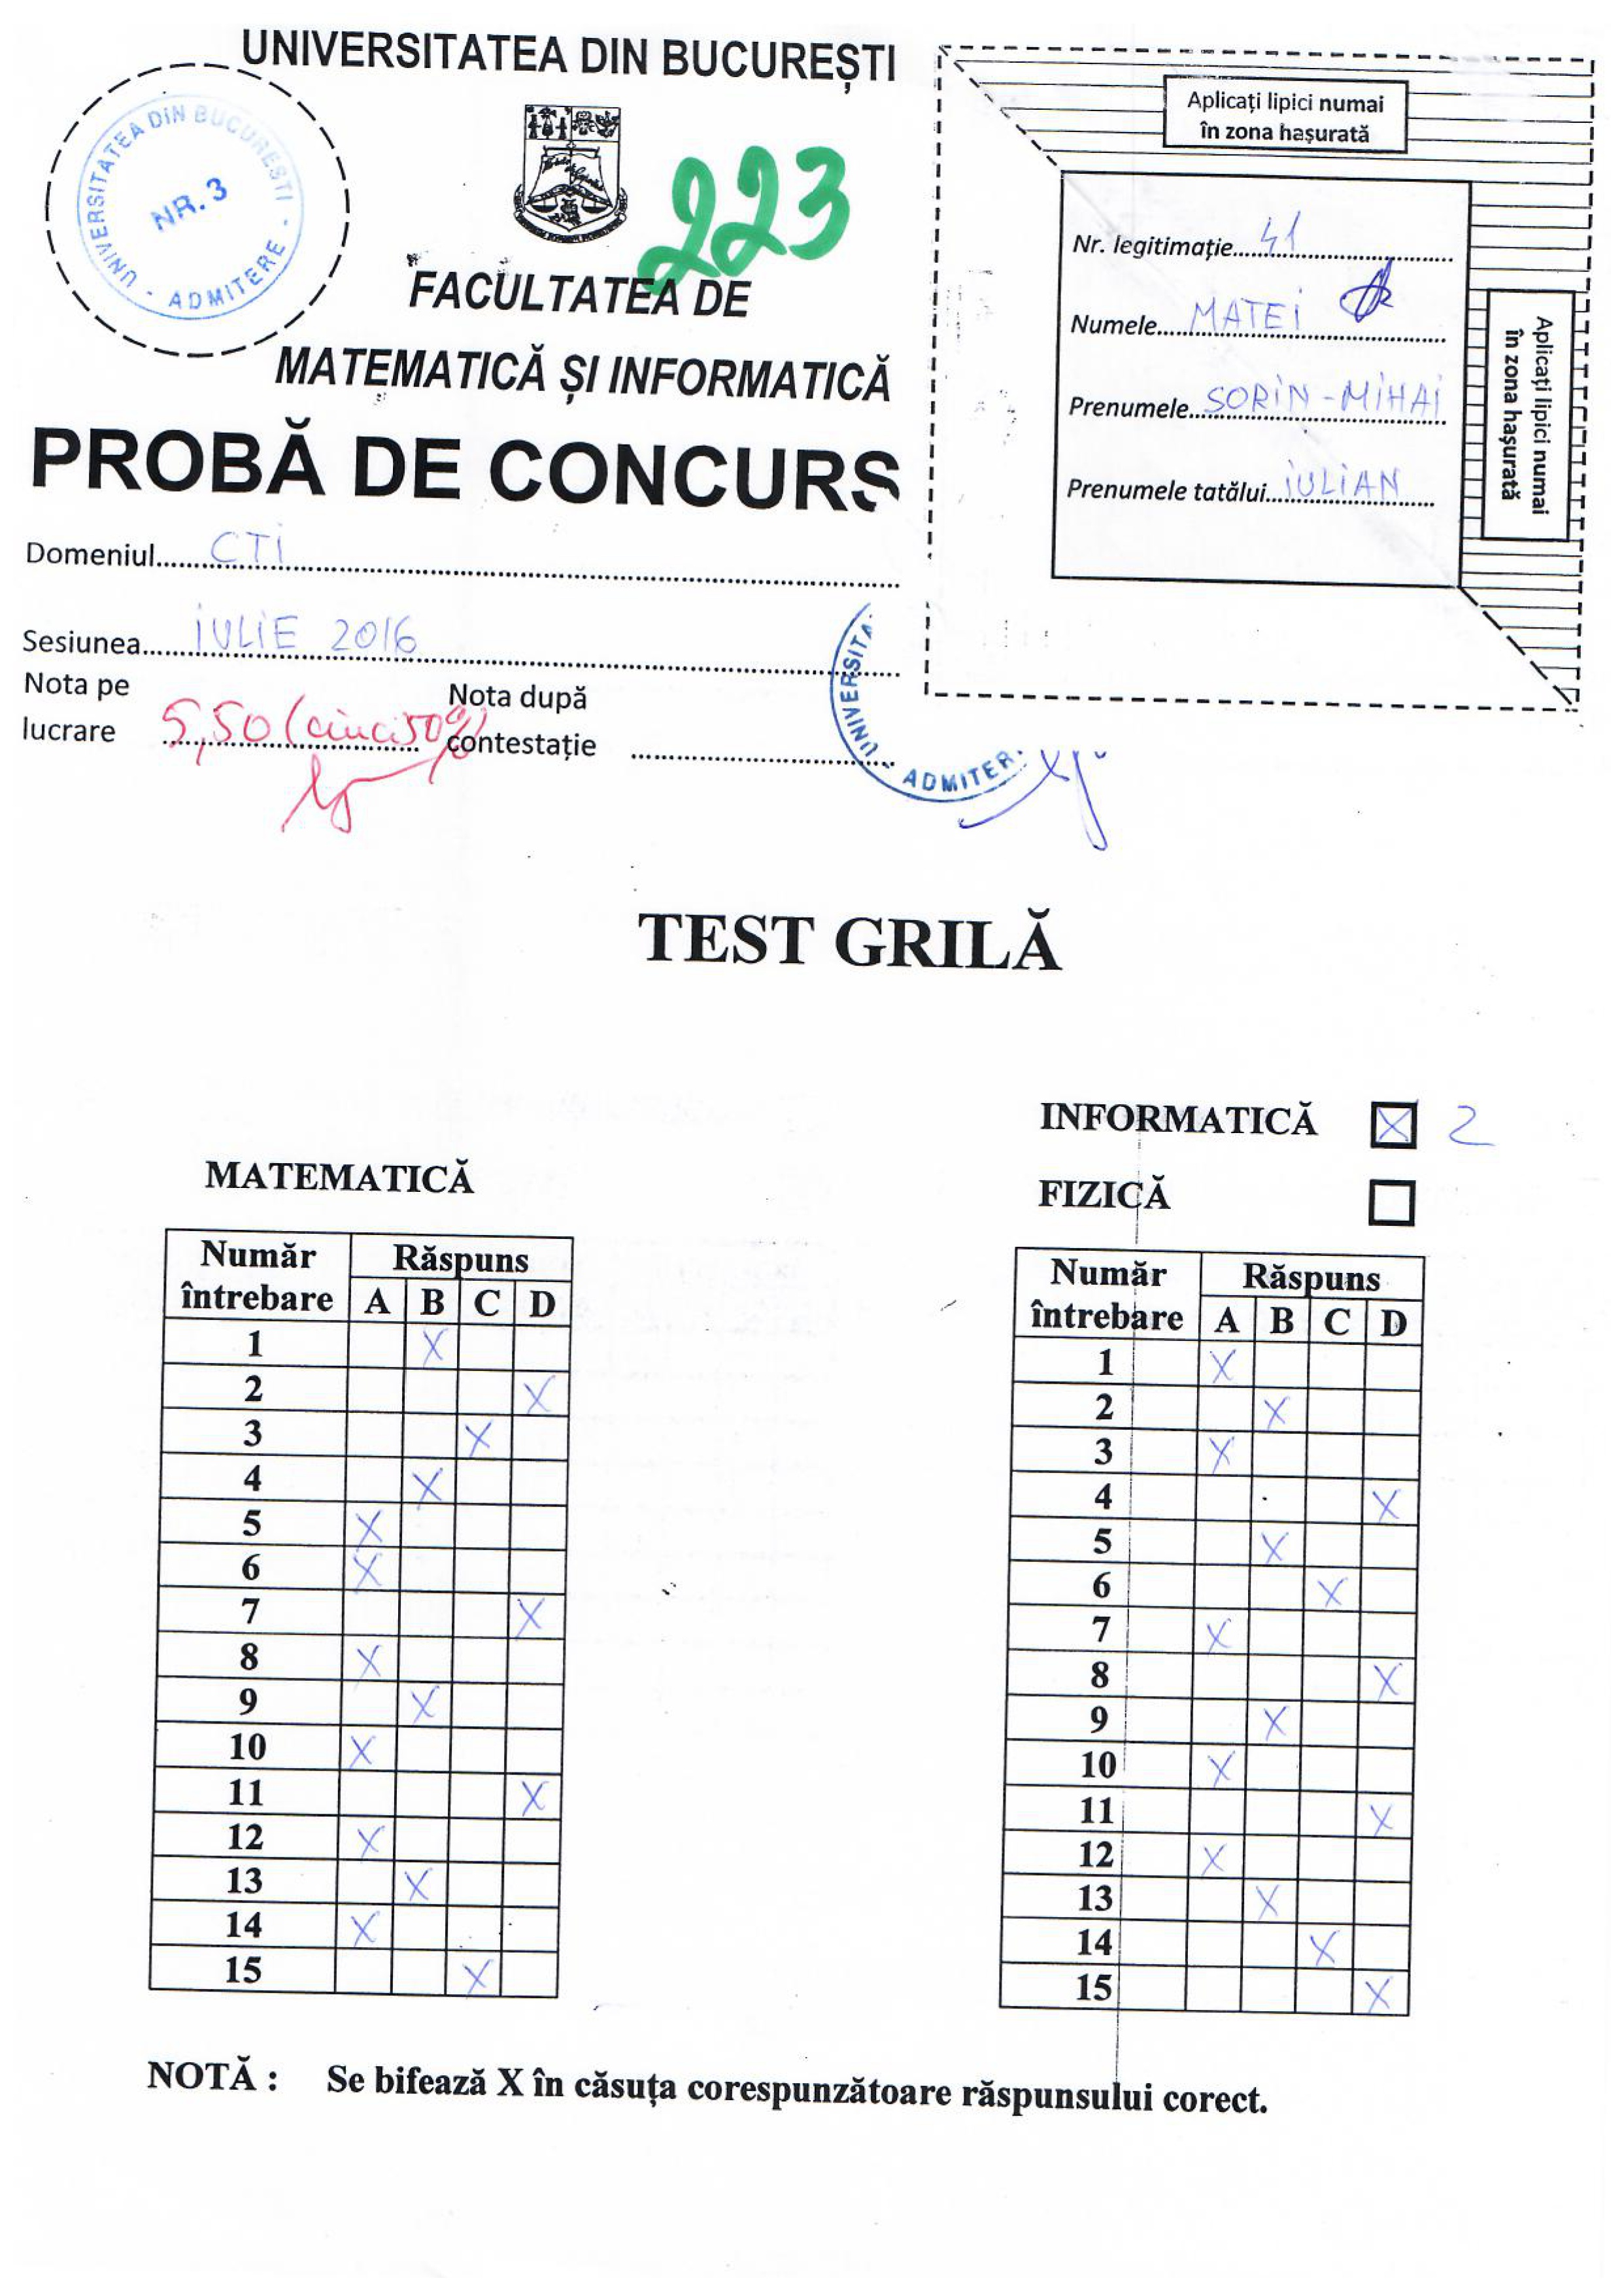 UNIVERSITATEA DIN BUCUREȘTI
UNIVERSITATEA DIN BUCUREȘTI - ADMITERE -
NR. 3
223
FACULTATEA DE
MATEMATICĂ ȘI INFORMATICĂ
PROBĂ DE CONCURS
Domeniul CTI
Sesiunea IULIE 2016
Nota pe
lucrare 5,50 (cinci 50%)
Nota după
contestație
UNIVERSITA
ADMITER
Aplicați lipici numai
în zona hașurată
Nr. legitimație 41
Numele MATEI
Prenumele SORIN-MIHAI
Prenumele tatălui IULIAN
Aplicați lipici numai
în zona hașurată
TEST GRILĂ
MATEMATICĂ
Număr Răspuns
întrebare A B C D
1 X
2 X
3 X
4 X
5 X
6 X
7 X
8 X
9 X
10 X
11 X
12 X
13 X
14 X
15 X
INFORMATICĂ X 2
FIZICĂ
Număr Răspuns
întrebare A B C D
1 X
2 X
3 X
4 X
5 X
6 X
7 X
8 X
9 X
10 X
11 X
12 X
13 X
14 X
15 X
NOTĂ : Se bifează X în căsuța corespunzătoare răspunsului corect.